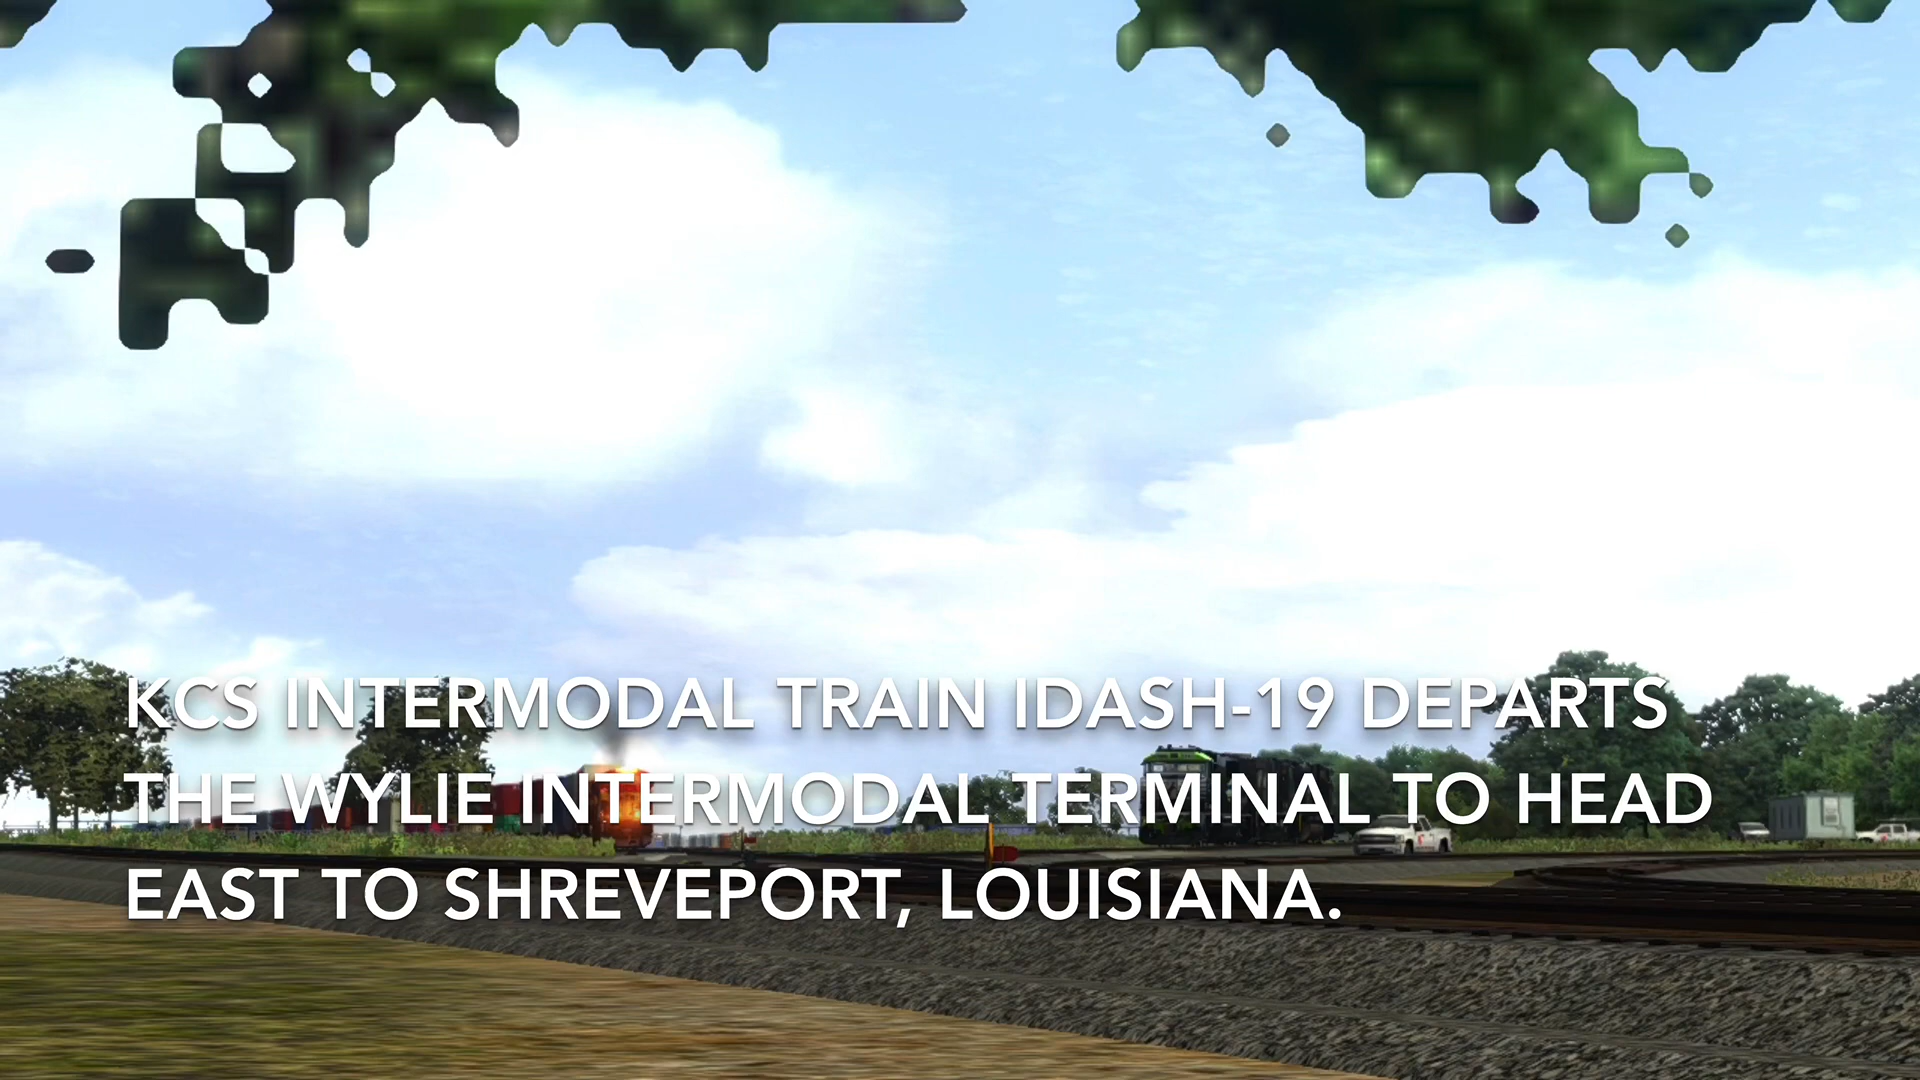 KCS INTERMODAL TRAIN IDASH-19 DEPARTS
THE WYLIE INTERMODAL TERMINAL TO HEAD
EAST TO SHREVEPORT, LOUISIANA.